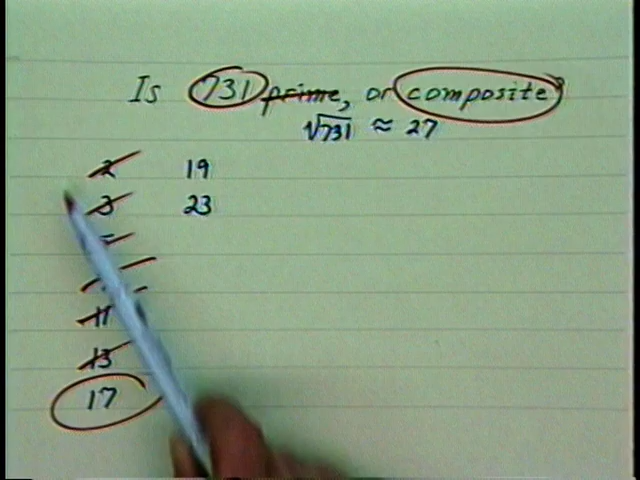 Is 731 prime, or composite?
√731 ≈ 27
2 19
3 23
11
13
17